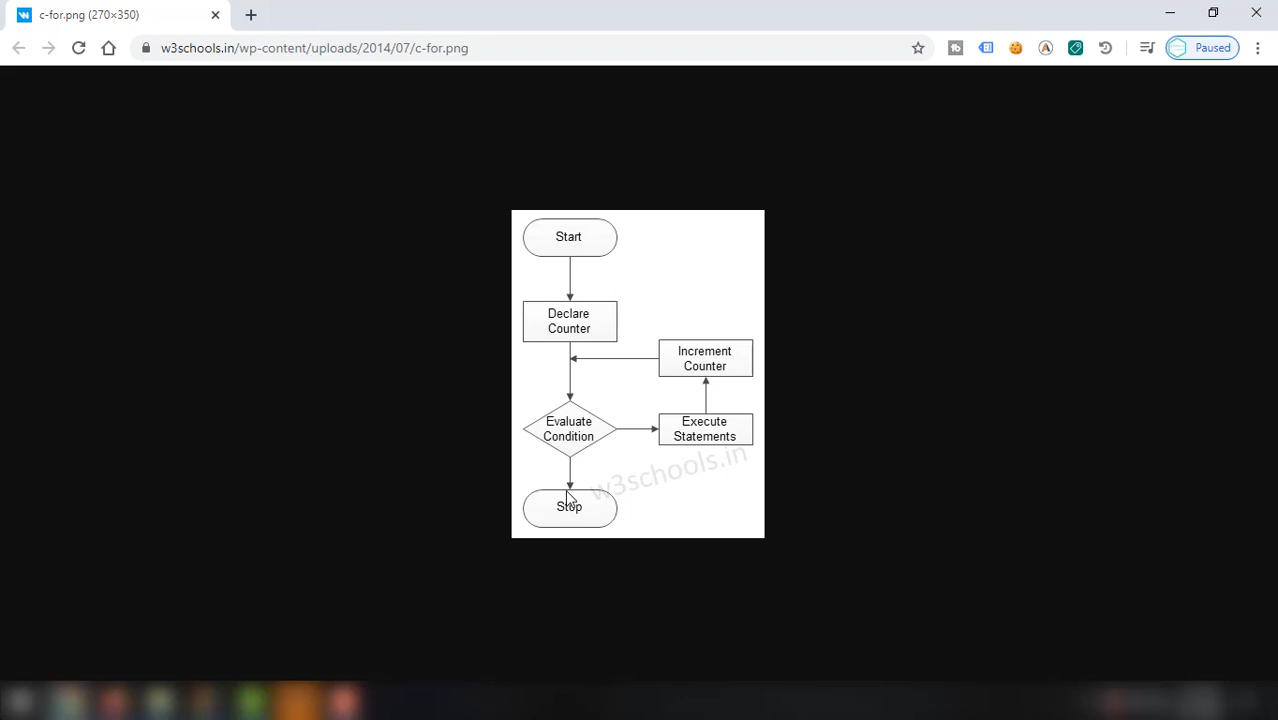 c-for.png (270×350)
w3schools.in/wp-content/uploads/2014/07/c-for.png
Paused
Start
Declare
Counter
Increment
Counter
Evaluate
Condition
Execute
Statements
w3schools.in
Stop